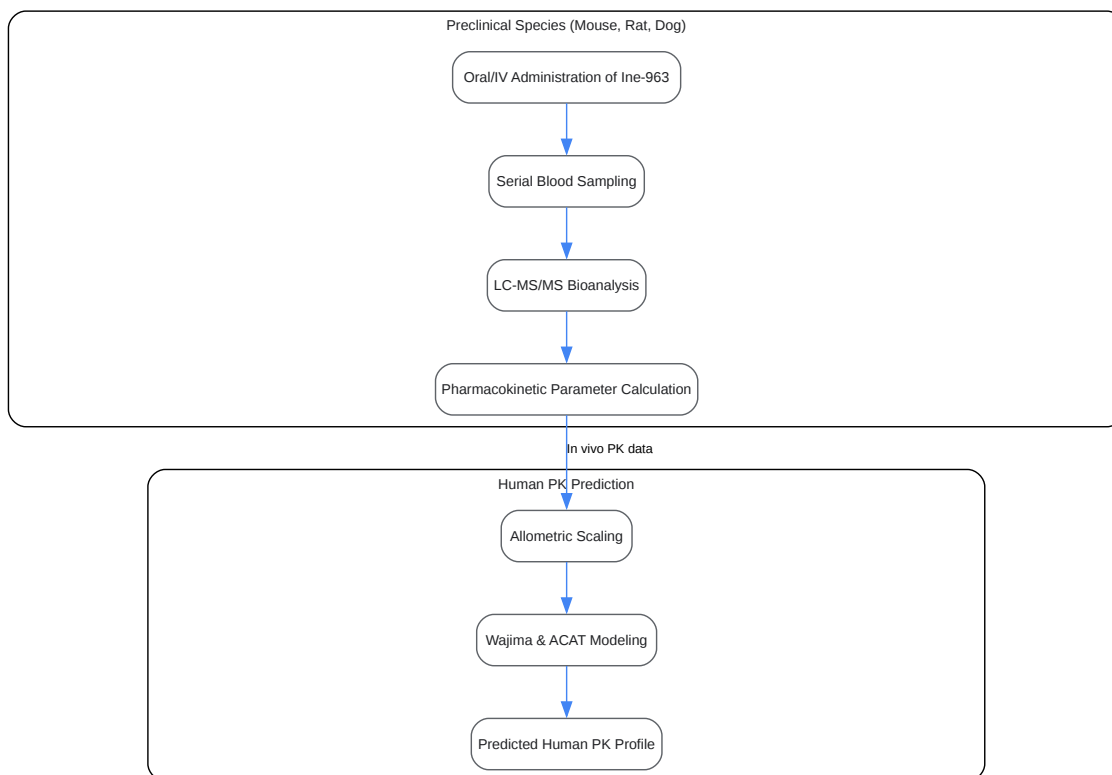 Preclinical Species (Mouse, Rat, Dog)
Oral/IV Administration of Ine-963
Serial Blood Sampling
LC-MS/MS Bioanalysis
Pharmacokinetic Parameter Calculation
In vivo PK data
Human PK Prediction
Allometric Scaling
Wajima & ACAT Modeling
Predicted Human PK Profile